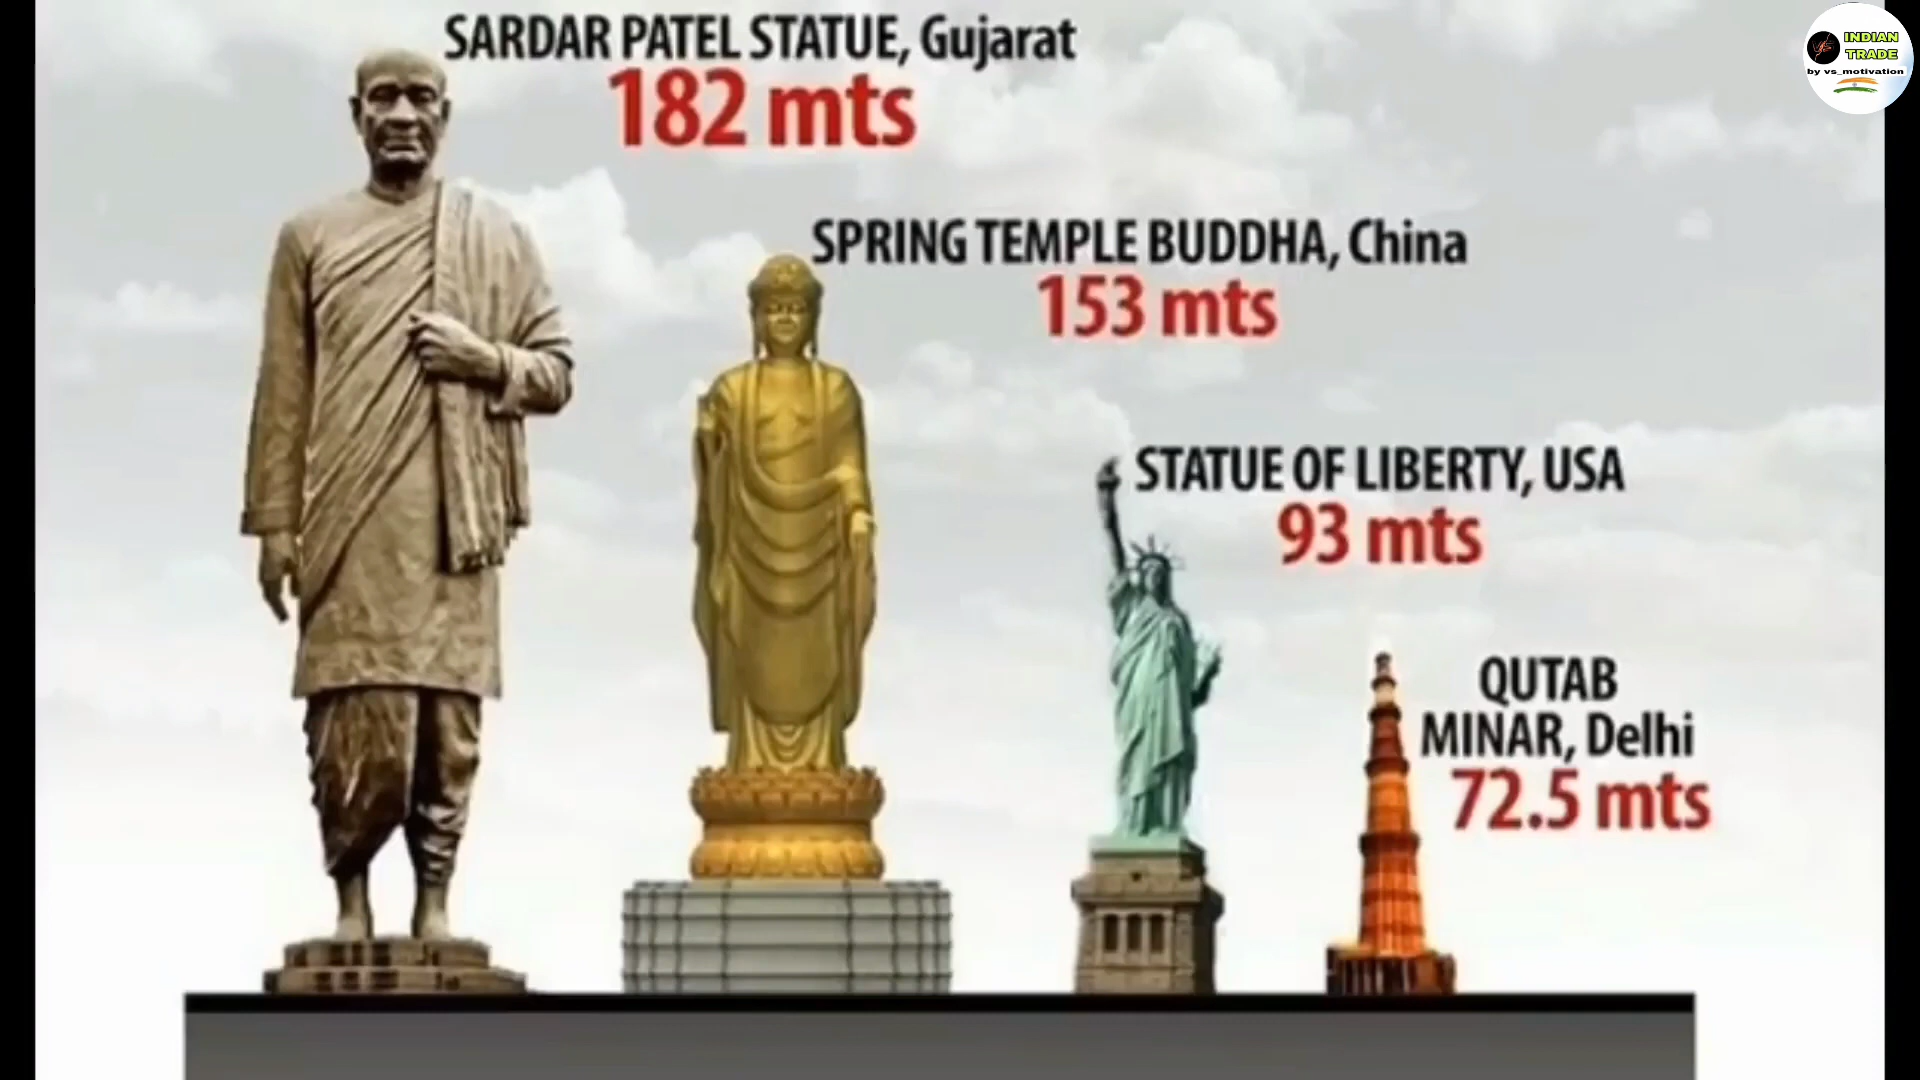 SARDAR PATEL STATUE, Gujarat
182 mts
SPRING TEMPLE BUDDHA, China
153 mts
STATUE OF LIBERTY, USA
93 mts
QUTAB
MINAR, Delhi
72.5 mts
INDIAN
TRADE
by vs_motivation